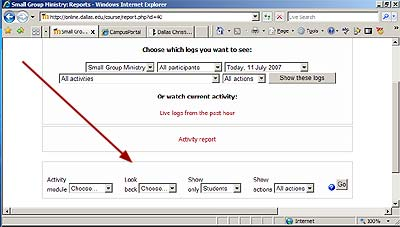 Small Group Ministry: Reports - Windows Internet Explorer
http://online.dallas.edu/course/report.php?id=40
small gro... CampusPortal Dallas Christi... Page Tools
Choose which logs you want to see:
Small Group Ministry All participants Today, 11 July 2007
All activities All actions Show these logs
Or watch current activity:
Live logs from the past hour
Activity report
Activity module Choose... Look back Choose... Show only Students Show actions All actions Go
Internet 100%